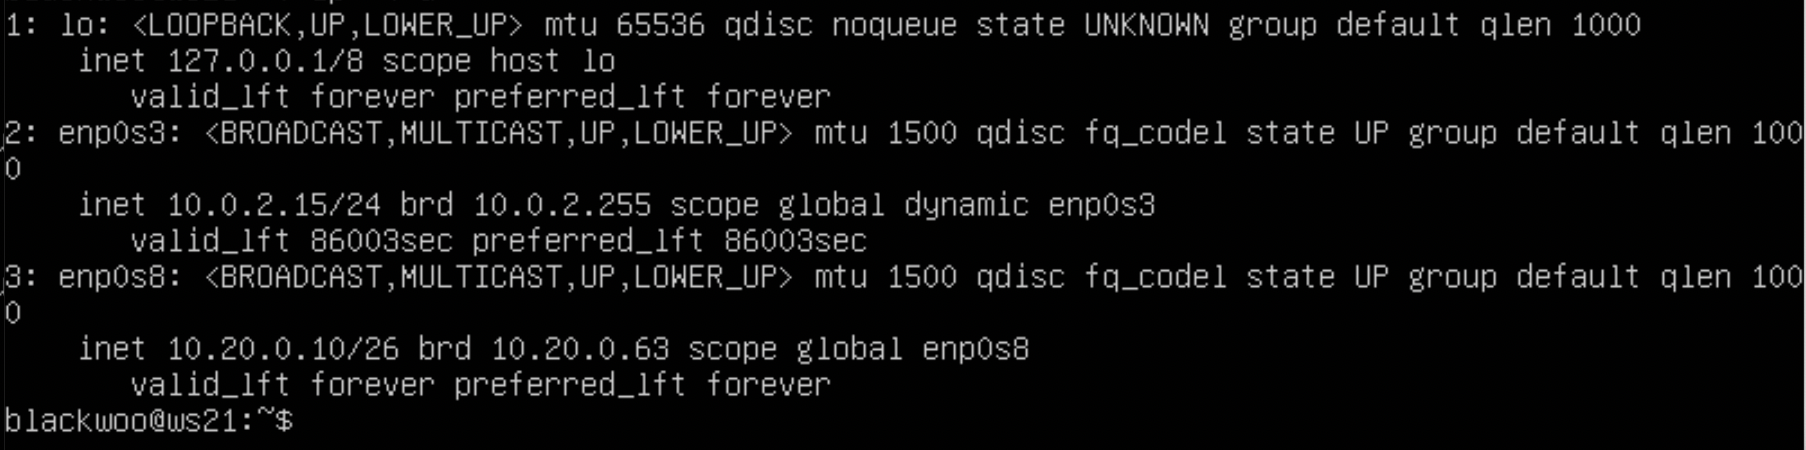 1: lo: <LOOPBACK,UP,LOWER_UP> mtu 65536 qdisc noqueue state UNKNOWN group default qlen 1000
    inet 127.0.0.1/8 scope host lo
       valid_lft forever preferred_lft forever
2: enp0s3: <BROADCAST,MULTICAST,UP,LOWER_UP> mtu 1500 qdisc fq_codel state UP group default qlen 100
0
    inet 10.0.2.15/24 brd 10.0.2.255 scope global dynamic enp0s3
       valid_lft 86003sec preferred_lft 86003sec
3: enp0s8: <BROADCAST,MULTICAST,UP,LOWER_UP> mtu 1500 qdisc fq_codel state UP group default qlen 100
0
    inet 10.20.0.10/26 brd 10.20.0.63 scope global enp0s8
       valid_lft forever preferred_lft forever
blackwoo@ws21:~$